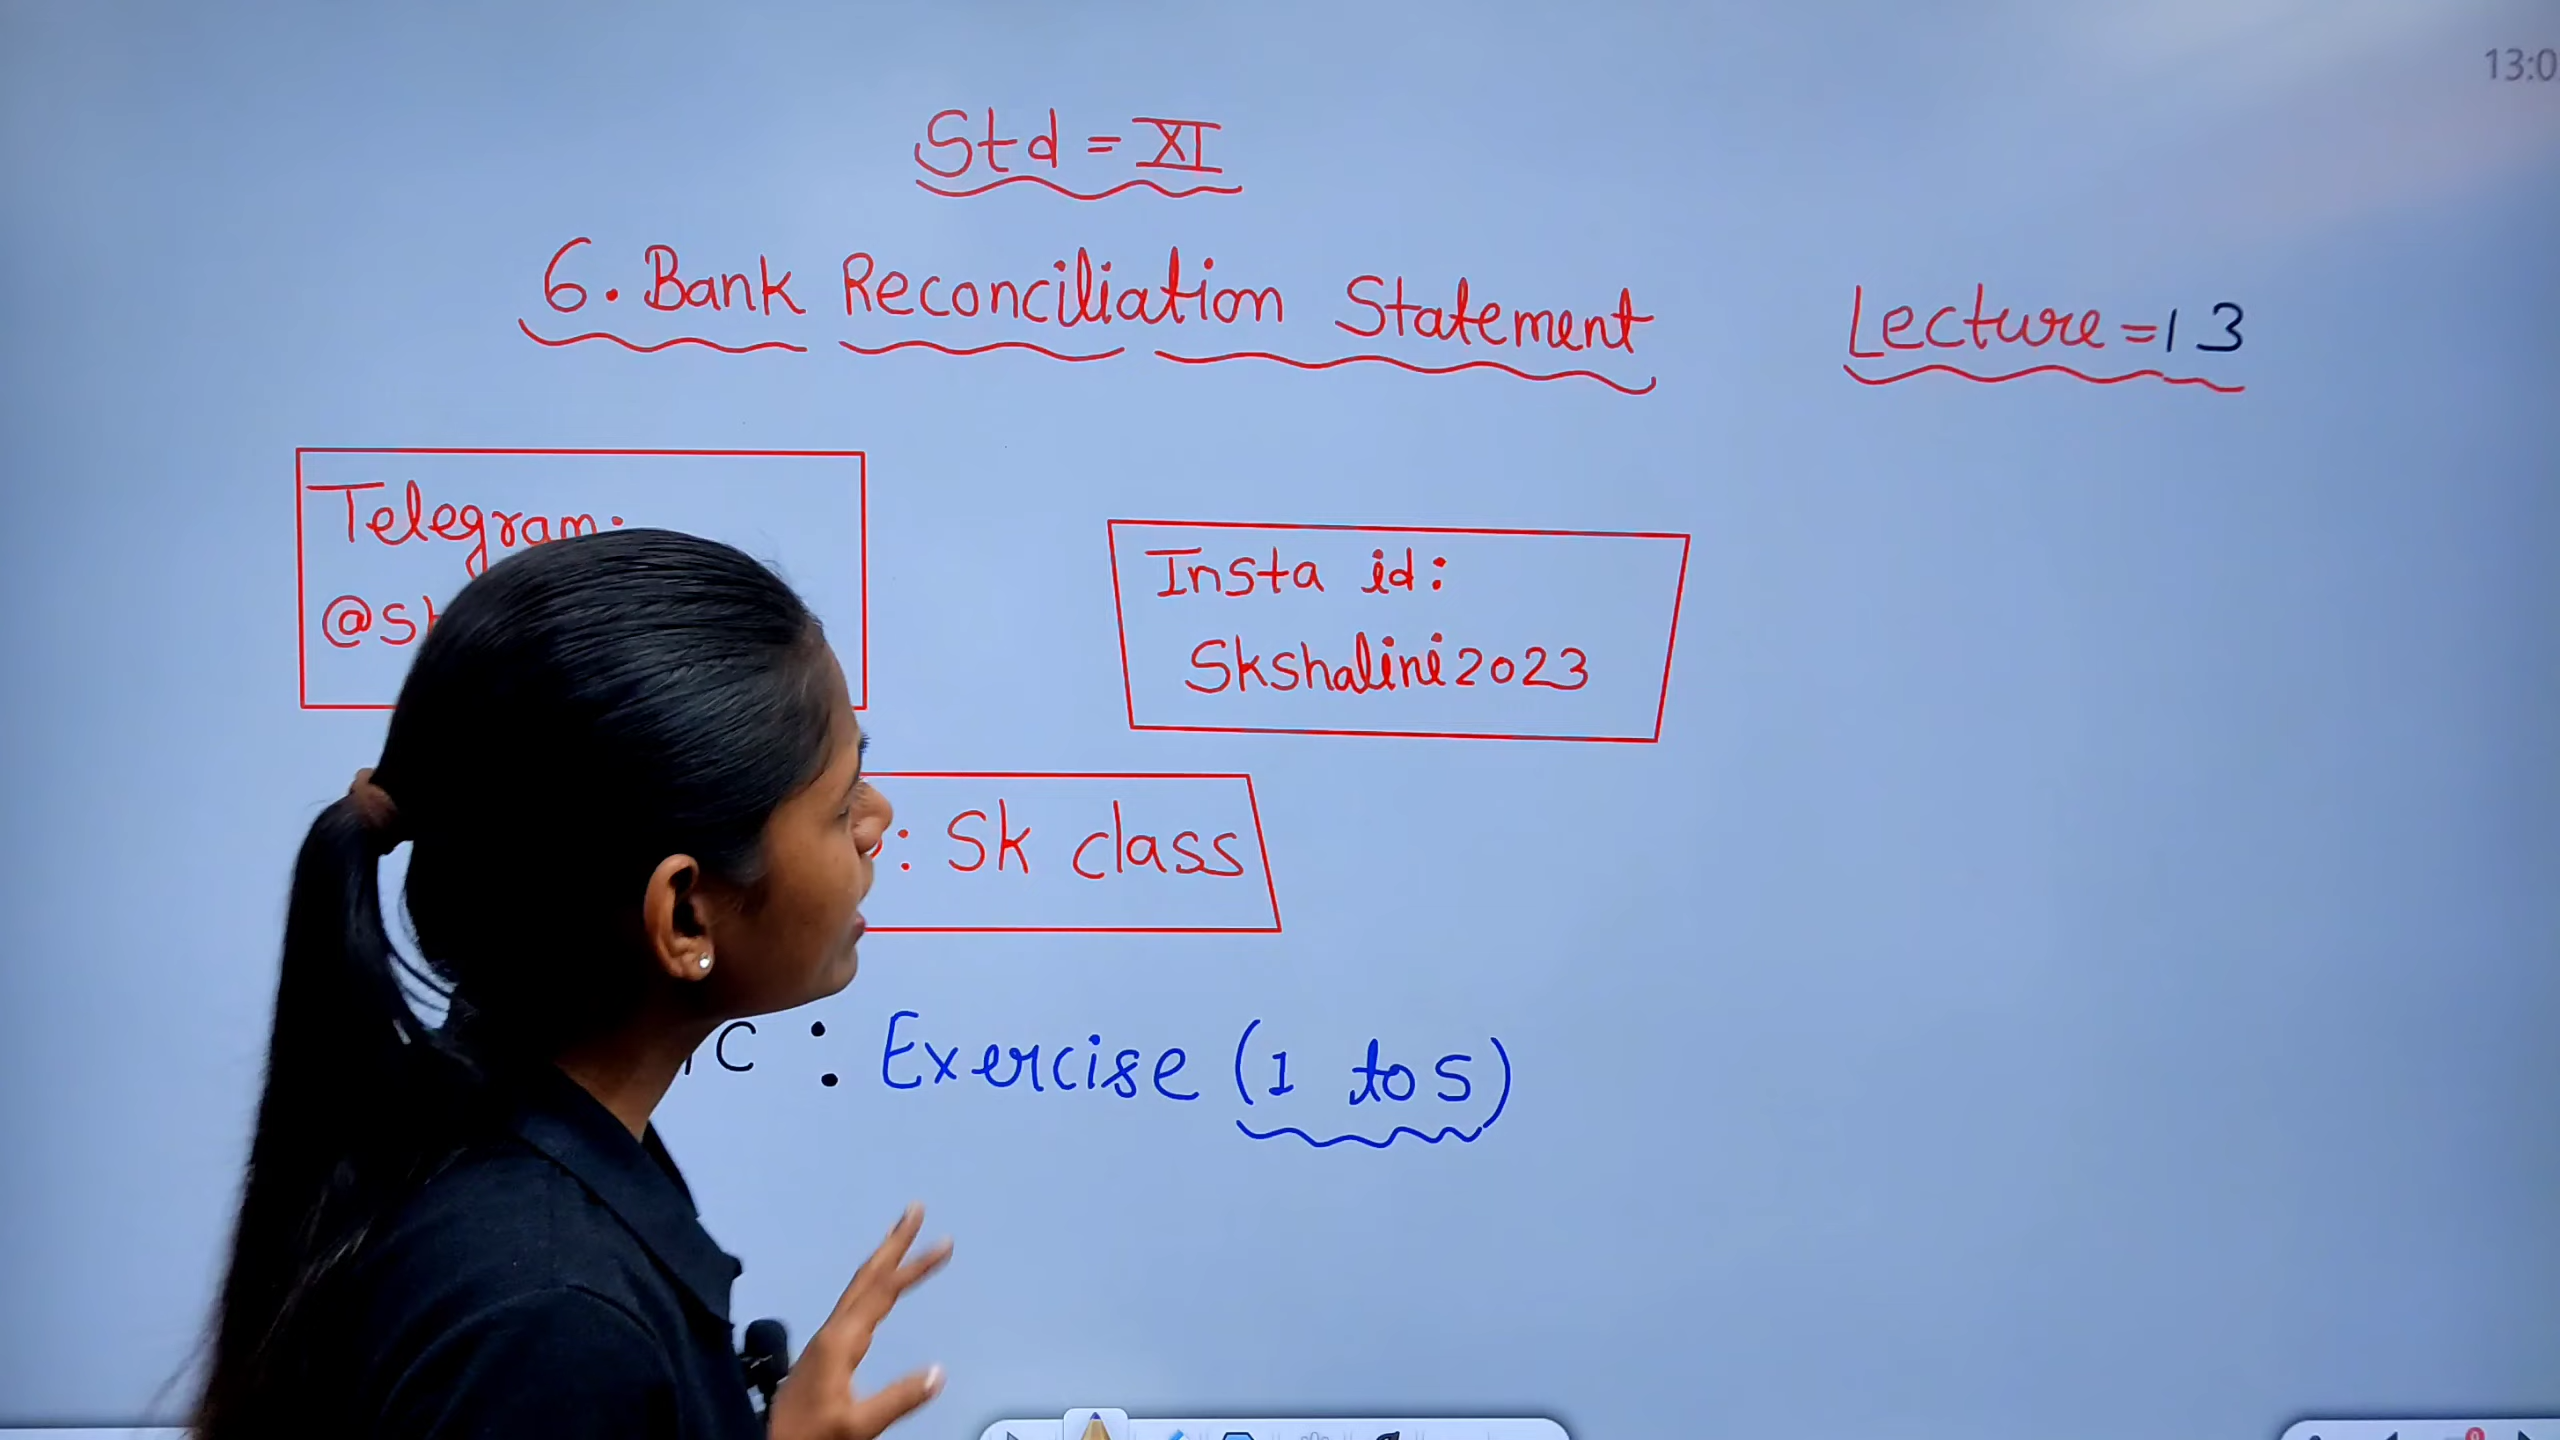 13:0
Std = XI
6. Bank Reconciliation Statement
Lecture = 13
Telegram:
Insta id:
Skshalini2023
: Sk class
: Exercise (1 to 5)